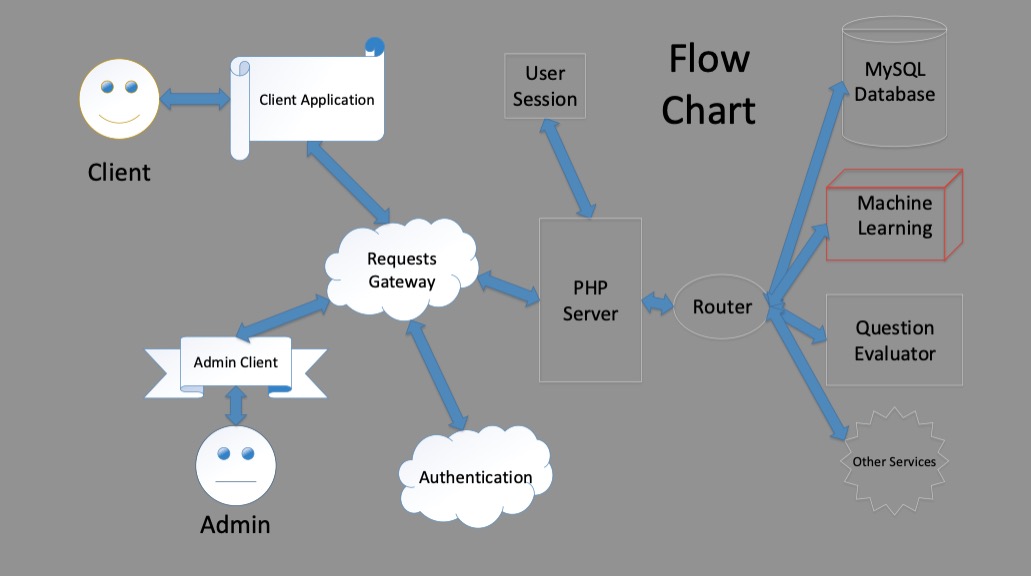 Flow
Chart
Client
Client Application
User
Session
MySQL
Database
Machine
Learning
Requests
Gateway
PHP
Server
Router
Question
Evaluator
Admin Client
Admin
Authentication
Other Services